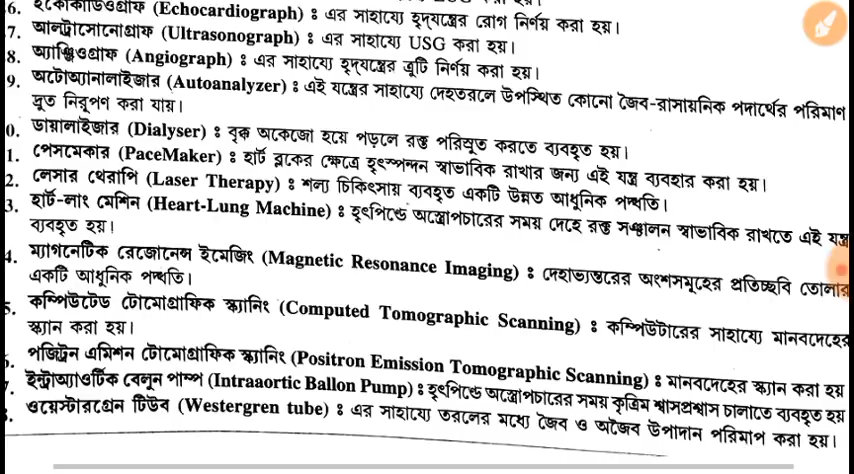 6. ইকোকার্ডিওগ্রাফ (Echocardiograph) ঃ এর সাহায্যে হৃদযন্ত্রের রোগ নির্ণয় করা হয়।
7. আলট্রাসোনোগ্রাফ (Ultrasonograph) ঃ এর সাহায্যে USG করা হয়।
8. অ্যাঞ্জিওগ্রাফ (Angiograph) ঃ এর সাহায্যে হৃদযন্ত্রের ত্রুটি নির্ণয় করা হয়।
9. অটোঅ্যানালাইজার (Autoanalyzer) ঃ এই যন্ত্রের সাহায্যে দেহতরলে উপস্থিত কোনো জৈব-রাসায়নিক পদার্থের পরিমাণ
দ্রুত নিরূপণ করা যায়।
0. ডায়ালাইজার (Dialyser) ঃ বৃক্ক অকেজো হয়ে পড়লে রক্ত পরিস্রুত করতে ব্যবহৃত হয়।
1. পেসমেকার (PaceMaker) ঃ হার্ট ব্লকের ক্ষেত্রে হৃৎস্পন্দন স্বাভাবিক রাখার জন্য এই যন্ত্র ব্যবহার করা হয়।
2. লেসার থেরাপি (Laser Therapy) ঃ শল্য চিকিৎসায় ব্যবহৃত একটি উন্নত আধুনিক পদ্ধতি।
3. হার্ট-লাং মেশিন (Heart-Lung Machine) ঃ হৃৎপিণ্ডে অস্ত্রোপচারের সময় দেহে রক্ত সঞ্চালন স্বাভাবিক রাখতে এই যন্ত্র
ব্যবহৃত হয়।
4. ম্যাগনেটিক রেজোনেন্স ইমেজিং (Magnetic Resonance Imaging) ঃ দেহাভ্যন্তরের অংশসমূহের প্রতিচ্ছবি তোলার
একটি আধুনিক পদ্ধতি।
5. কম্পিউটেড টোমোগ্রাফিক স্ক্যানিং (Computed Tomographic Scanning) ঃ কম্পিউটারের সাহায্যে মানবদেহের
স্ক্যান করা হয়।
পজিট্রন এমিশন টোমোগ্রাফিক স্ক্যানিং (Positron Emission Tomographic Scanning) ঃ মানবদেহের স্ক্যান করা হয়
ইন্ট্রাঅ্যাওর্টিক বেলুন পাম্প (Intraaortic Ballon Pump) ঃ হৃৎপিণ্ডে অস্ত্রোপচারের সময় কৃত্রিম শ্বাসপ্রশ্বাস চালাতে ব্যবহৃত হয়
ওয়েস্টারগ্রেন টিউব (Westergren tube) ঃ এর সাহায্যে তরলের মধ্যে জৈব ও অজৈব উপাদান পরিমাপ করা হয়।